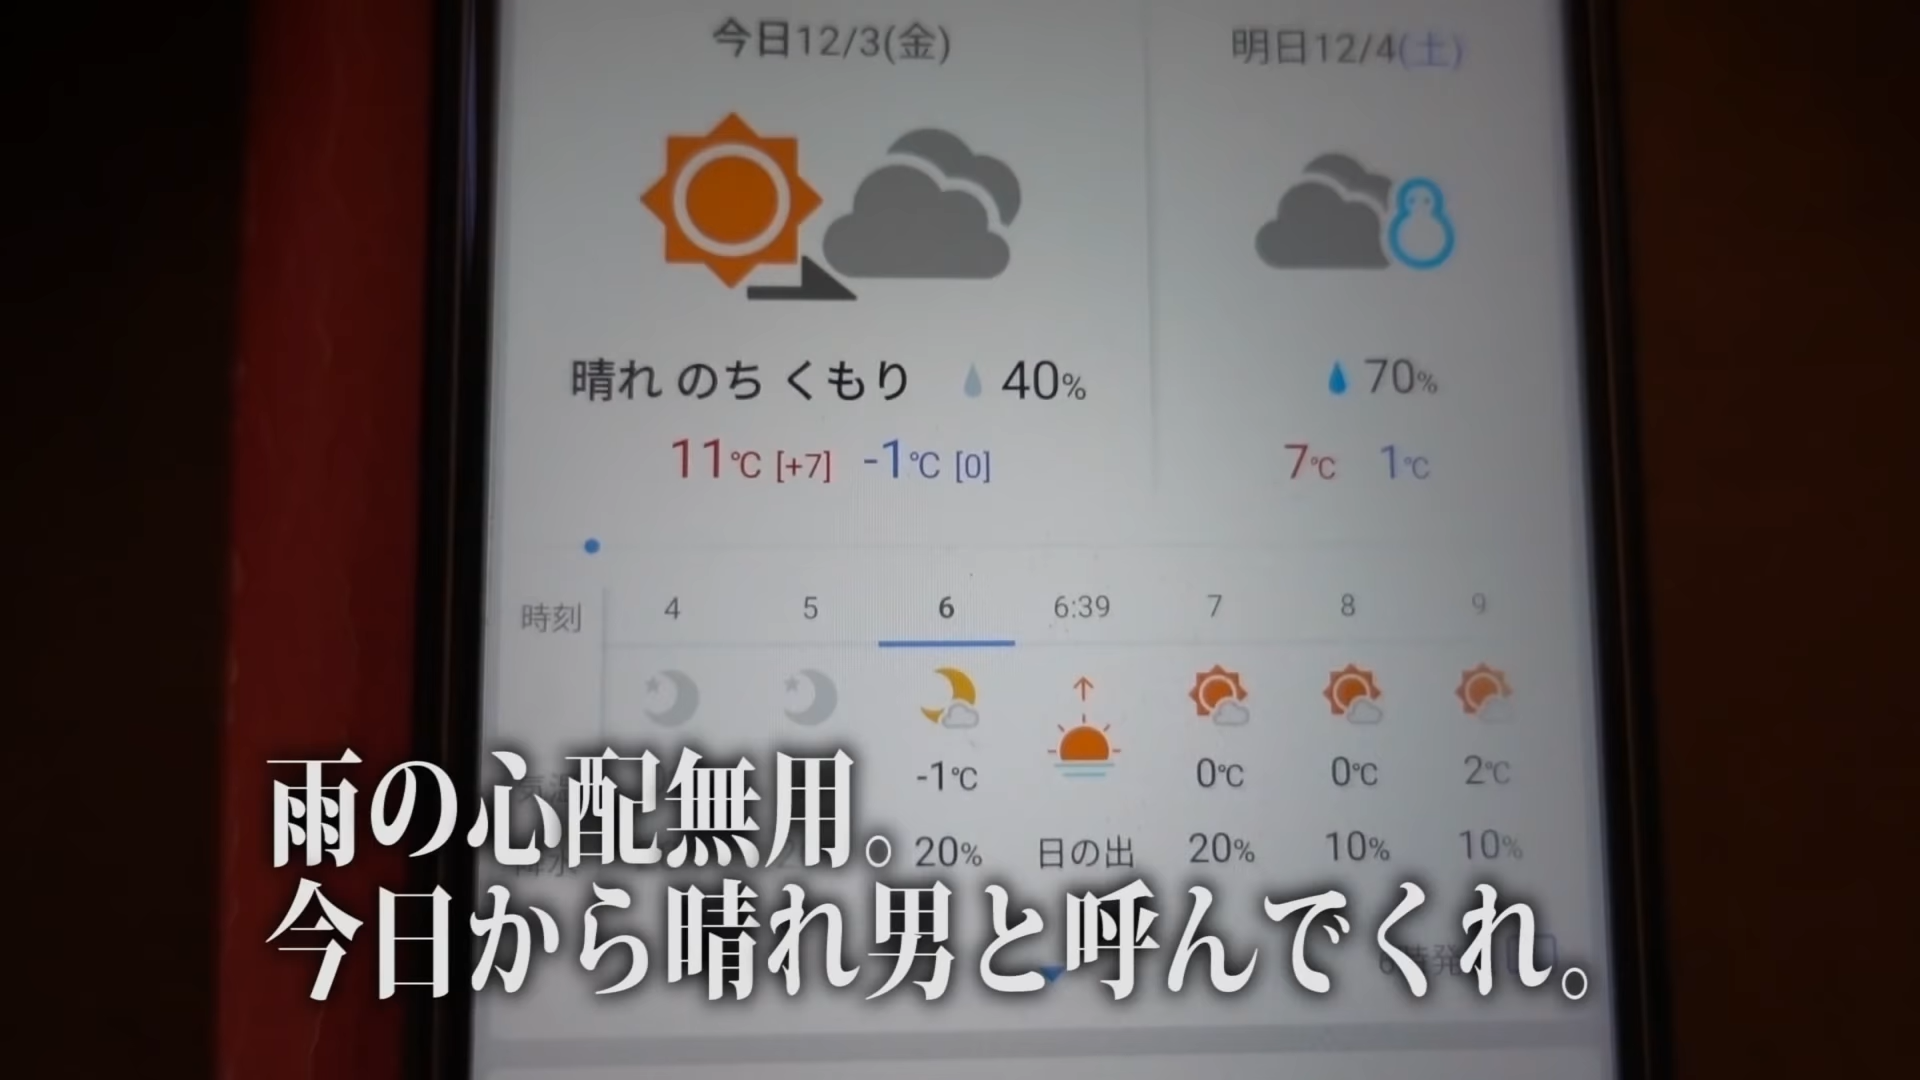 今日12/3(金)
明日12/4(土)
晴れ のち くもり 40%
70%
11℃ [+7] -1℃ [0]
7℃ 1℃
時刻 4 5 6 6:39 7 8 9
-1℃ 0℃ 0℃ 2℃
20% 日の出 20% 10% 10%
雨の心配無用。
今日から晴れ男と呼んでくれ。